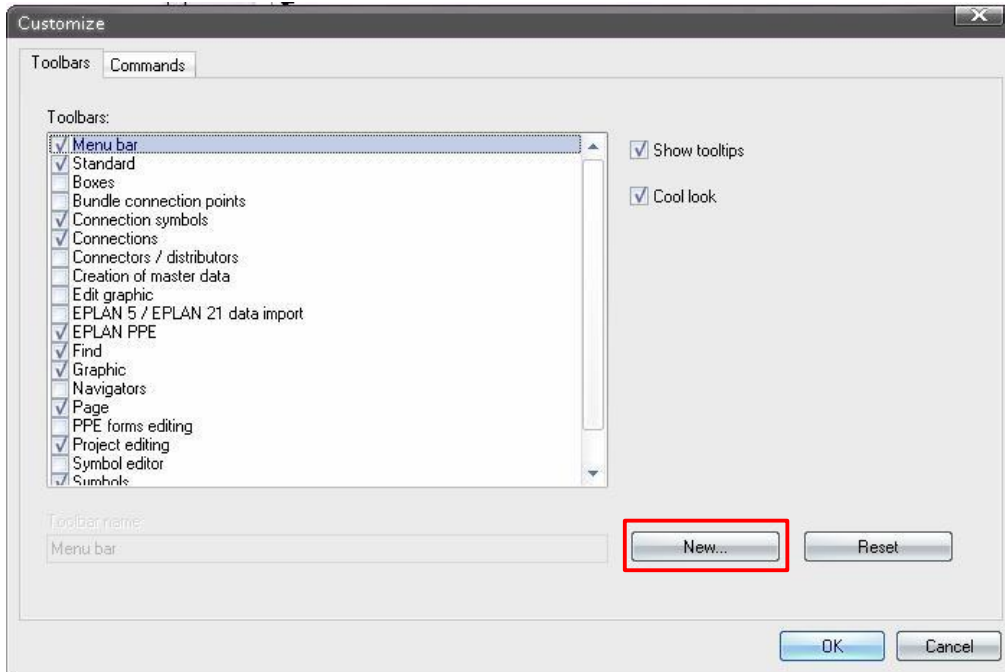 Customize
Toolbars Commands
Toolbars:
Menu bar
Standard
Boxes
Bundle connection points
Connection symbols
Connections
Connectors / distributors
Creation of master data
Edit graphic
EPLAN 5 / EPLAN 21 data import
EPLAN PPE
Find
Graphic
Navigators
Page
PPE forms editing
Project editing
Symbol editor
Symbols
Show tooltips
Cool look
Toolbar name
Menu bar
New... Reset
OK Cancel